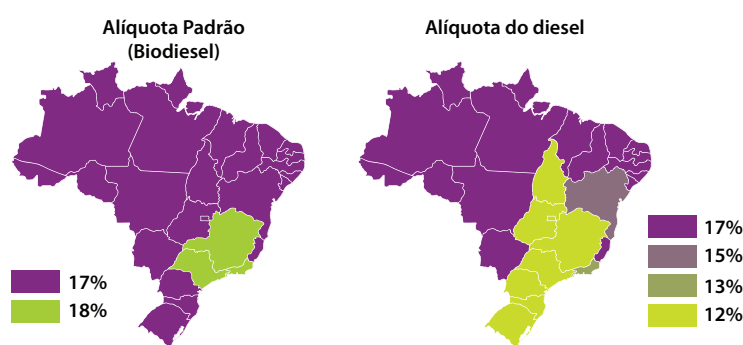 Alíquota Padrão
(Biodiesel)
17%
18%
Alíquota do diesel
17%
15%
13%
12%